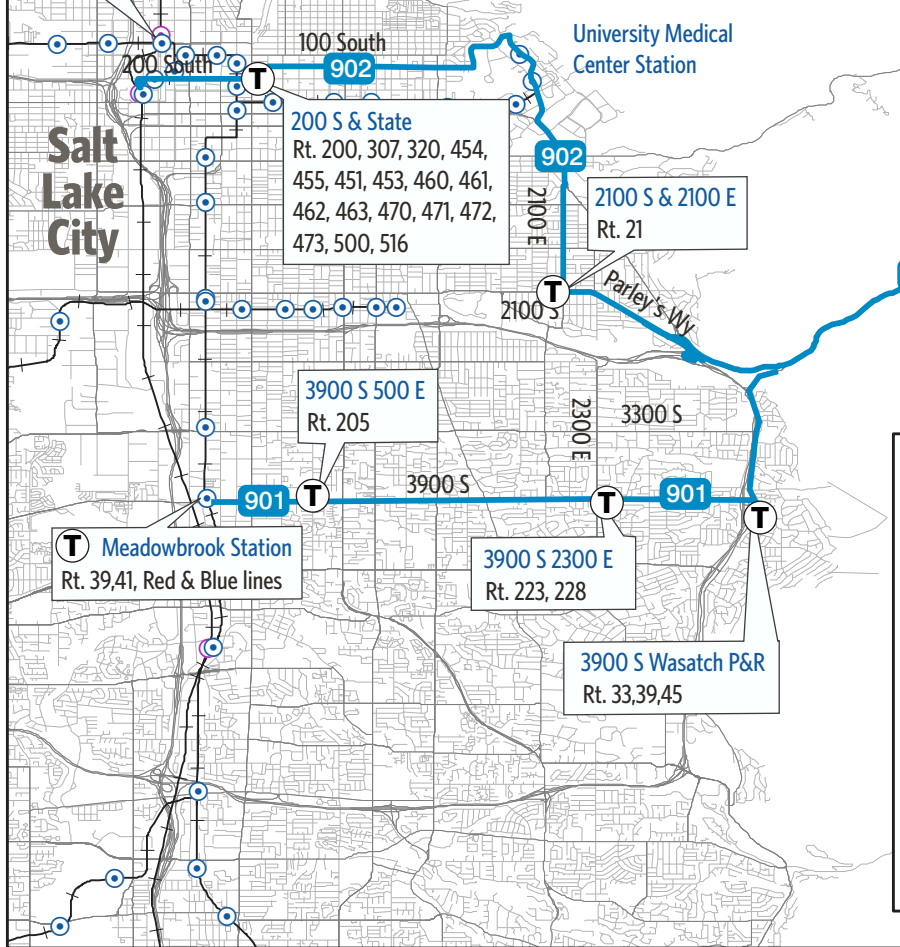 University Medical
Center Station
100 South
902
200 South
T
200 S & State
Rt. 200, 307, 320, 454,
455, 451, 453, 460, 461,
462, 463, 470, 471, 472,
473, 500, 516
Salt
Lake
City
902
2100 E
2100 S & 2100 E
Rt. 21
T
2100 S
Parley's Wy
3900 S 500 E
Rt. 205
2300 E
3300 S
901
T
3900 S
T
901
T
T Meadowbrook Station
Rt. 39,41, Red & Blue lines
3900 S 2300 E
Rt. 223, 228
3900 S Wasatch P&R
Rt. 33,39,45